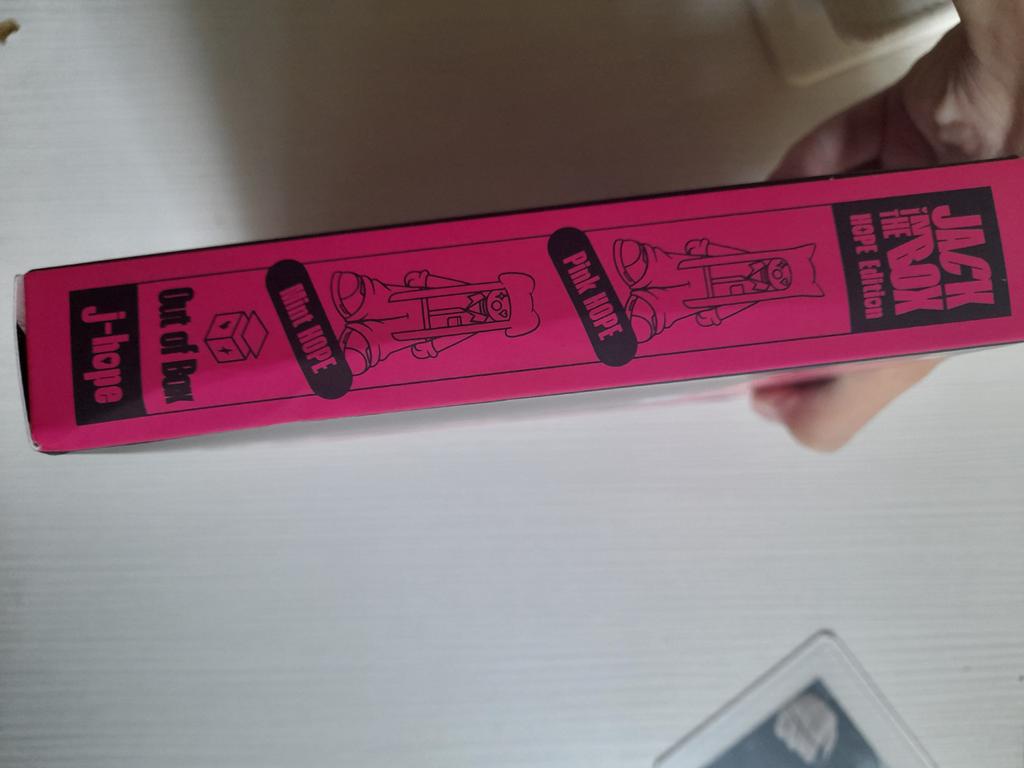 JACK
iN
THE BOX
HOPE Edition
Pink HOPE
Mint HOPE
Out of Box
j-hope